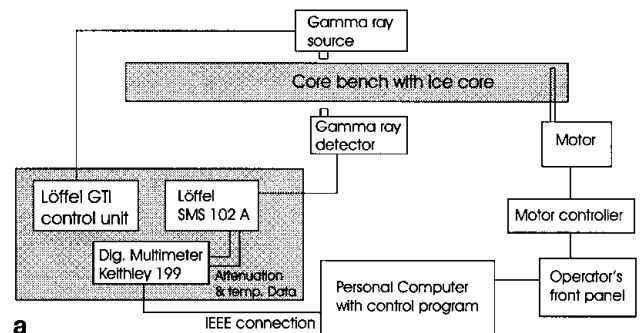 Gamma ray
source
Core bench with ice core
Gamma ray
detector
Motor
Löffel GTI
control unit
Löffel
SMS 102 A
Motor controller
Dig. Multimeter
Keithley 199
Attenuation
& temp. Data
Personal Computer
with control program
Operator's
front panel
a
IEEE connection